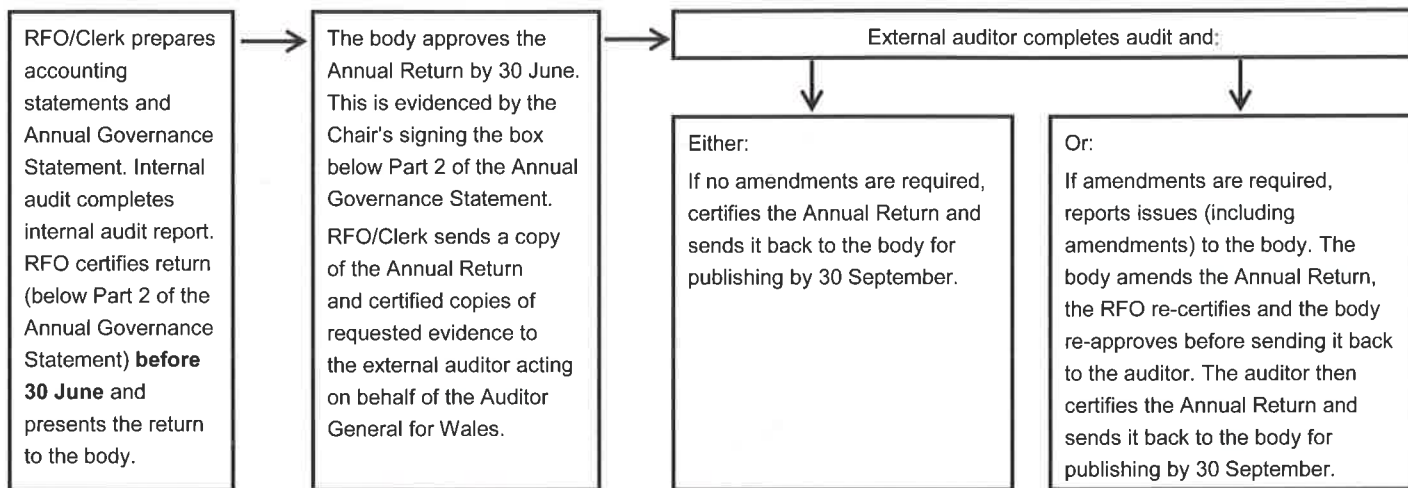 RFO/Clerk prepares
accounting
statements and
Annual Governance
Statement. Internal
audit completes
internal audit report.
RFO certifies return
(below Part 2 of the
Annual Governance
Statement) before
30 June and
presents the return
to the body.
The body approves the
Annual Return by 30 June.
This is evidenced by the
Chair's signing the box
below Part 2 of the Annual
Governance Statement.
RFO/Clerk sends a copy
of the Annual Return
and certified copies of
requested evidence to
the external auditor acting
on behalf of the Auditor
General for Wales.
External auditor completes audit and:
Either:
If no amendments are required,
certifies the Annual Return and
sends it back to the body for
publishing by 30 September.
Or:
If amendments are required,
reports issues (including
amendments) to the body. The
body amends the Annual Return,
the RFO re-certifies and the body
re-approves before sending it back
to the auditor. The auditor then
certifies the Annual Return and
sends it back to the body for
publishing by 30 September.